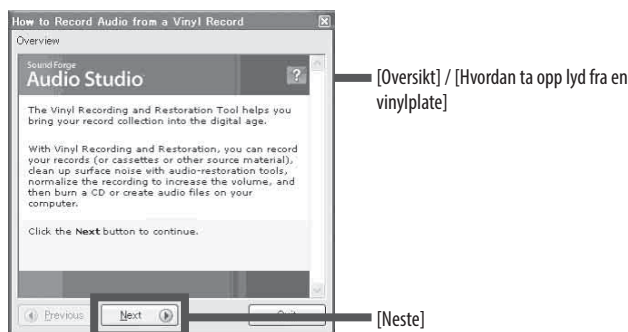 How to Record Audio from a Vinyl Record
Overview
Sound Forge
Audio Studio
?
The Vinyl Recording and Restoration Tool helps you
bring your record collection into the digital age.
With Vinyl Recording and Restoration, you can record
your records (or cassettes or other source material),
clean up surface noise with audio-restoration tools,
normalize the recording to increase the volume, and
then burn a CD or create audio files on your
computer.
Click the Next button to continue.
Previous
Next
[Oversikt] / [Hvordan ta opp lyd fra en
vinylplate]
[Neste]